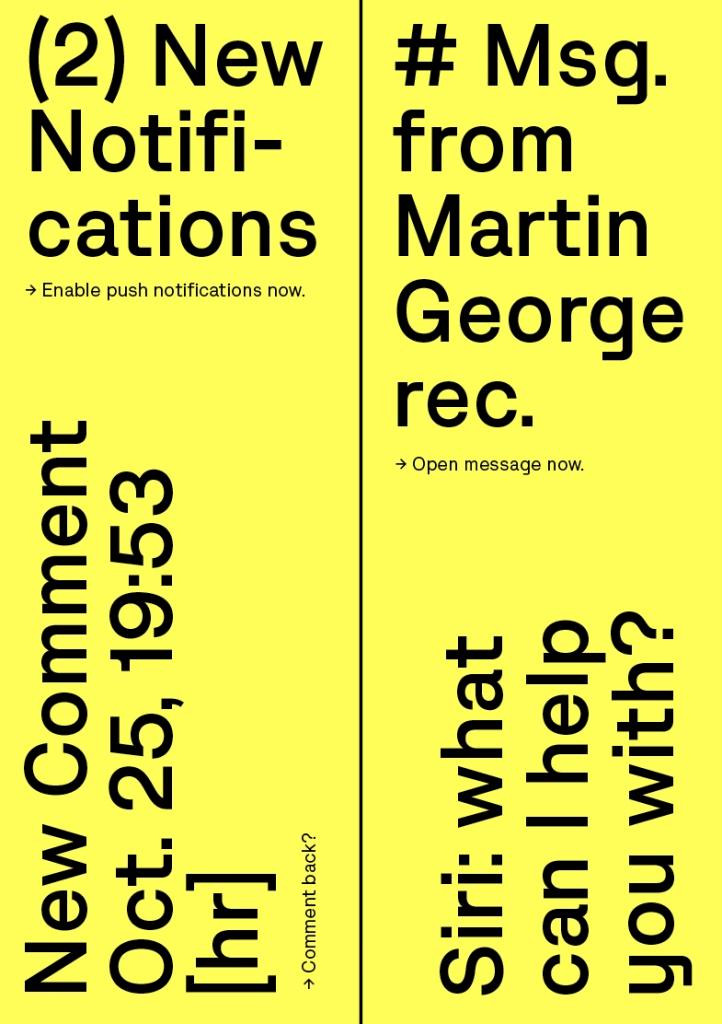 (2) New
Notifi-
cations
→ Enable push notifications now.
New Comment
Oct. 25, 19:53
[hr]
→ Comment back?
# Msg.
from
Martin
George
rec.
→ Open message now.
Siri: what
can I help
you with?